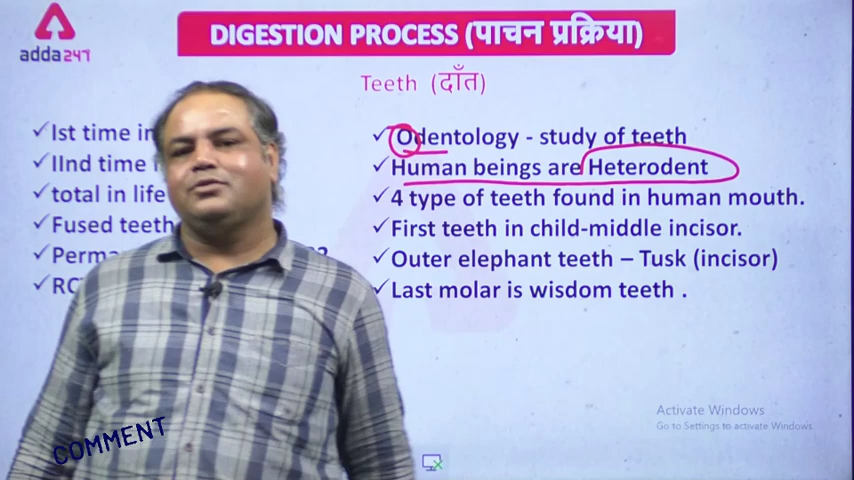 adda247
DIGESTION PROCESS (पाचन प्रक्रिया)
Teeth (दाँत)
✓Ist time in
✓IInd time
✓total in life
✓Fused teeth
✓Perma
✓RC
✓Odentology - study of teeth
✓Human beings are Heterodent
✓4 type of teeth found in human mouth.
✓First teeth in child-middle incisor.
✓Outer elephant teeth – Tusk (incisor)
✓Last molar is wisdom teeth .
COMMENT
Activate Windows
Go to Settings to activate Windows.